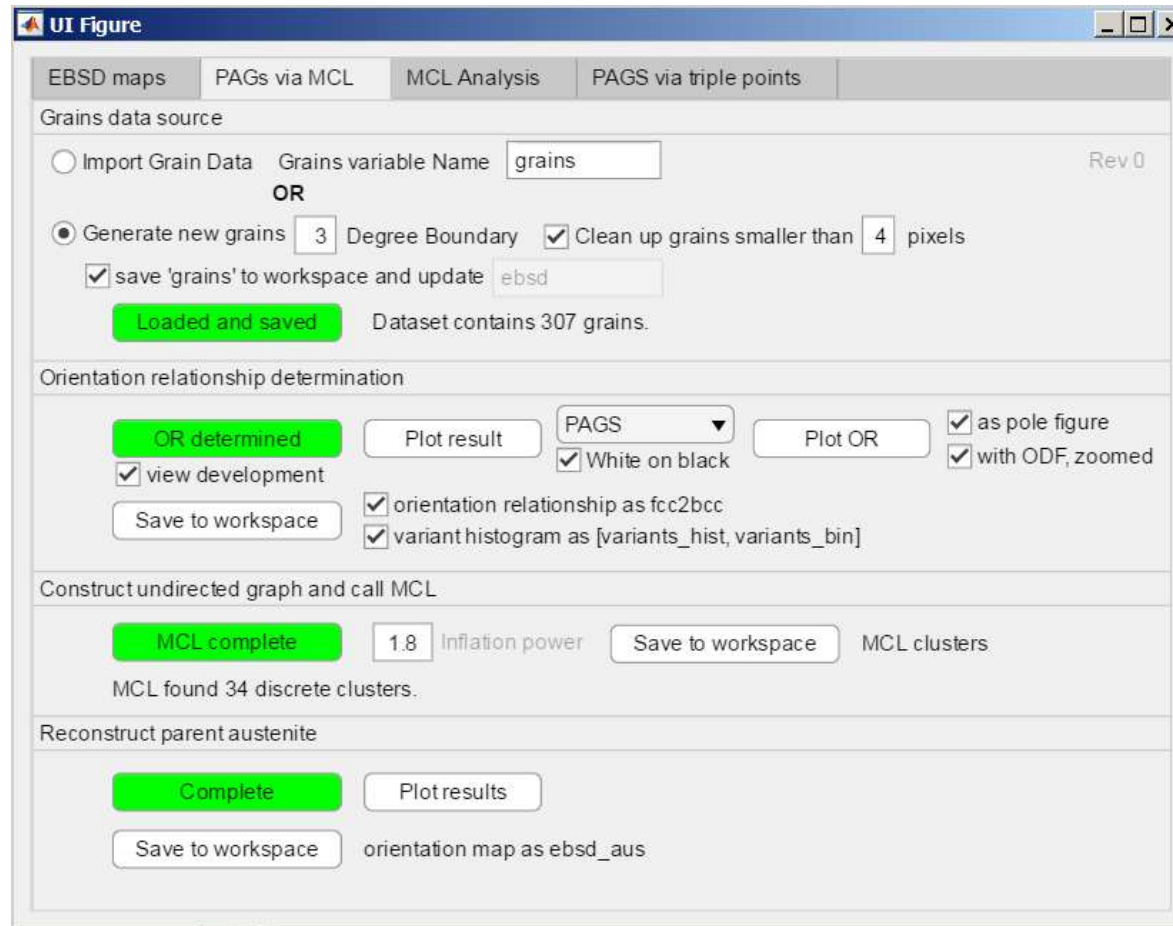 UI Figure
EBSD maps PAGs via MCL MCL Analysis PAGS via triple points
Grains data source
Import Grain Data Grains variable Name grains Rev 0
OR
Generate new grains 3 Degree Boundary Clean up grains smaller than 4 pixels
save 'grains' to workspace and update ebsd
Loaded and saved Dataset contains 307 grains.
Orientation relationship determination
OR determined Plot result PAGS Plot OR as pole figure
view development White on black with ODF, zoomed
Save to workspace orientation relationship as fcc2bcc
variant histogram as [variants_hist, variants_bin]
Construct undirected graph and call MCL
MCL complete 1.8 Inflation power Save to workspace MCL clusters
MCL found 34 discrete clusters.
Reconstruct parent austenite
Complete Plot results
Save to workspace orientation map as ebsd_aus